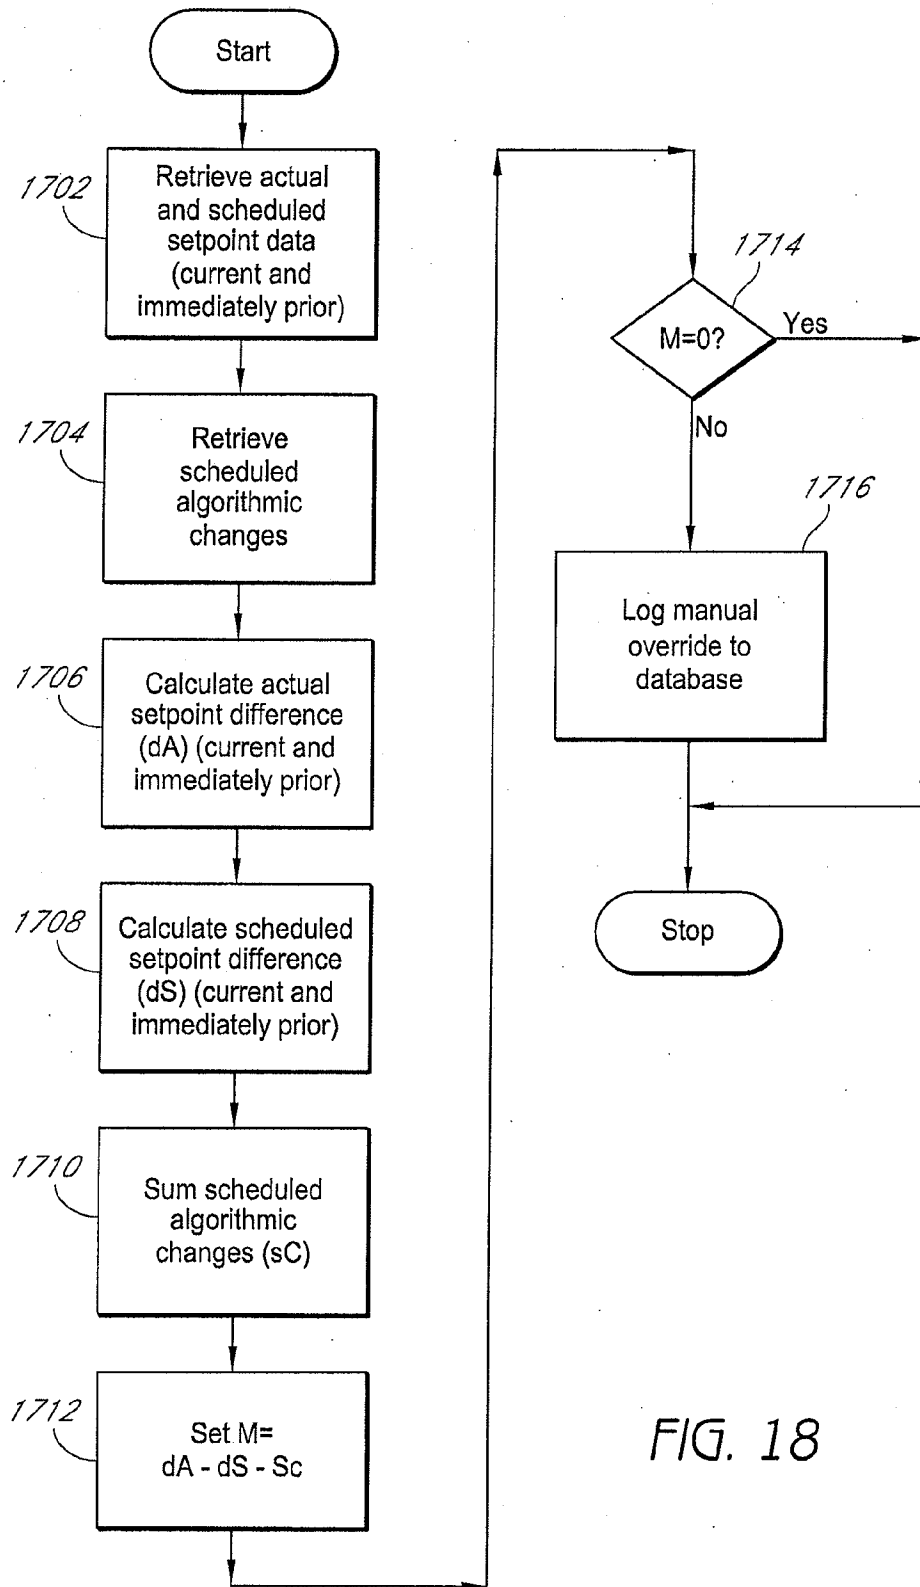 Start
1702
Retrieve actual
and scheduled
setpoint data
(current and
immediately prior)
1704
Retrieve
scheduled
algorithmic
changes
1706
Calculate actual
setpoint difference
(dA) (current and
immediately prior)
1708
Calculate scheduled
setpoint difference
(dS) (current and
immediately prior)
1710
Sum scheduled
algorithmic
changes (sC)
1712
Set M=
dA - dS - Sc
1714
M=0?
Yes
No
1716
Log manual
override to
database
Stop
FIG. 18